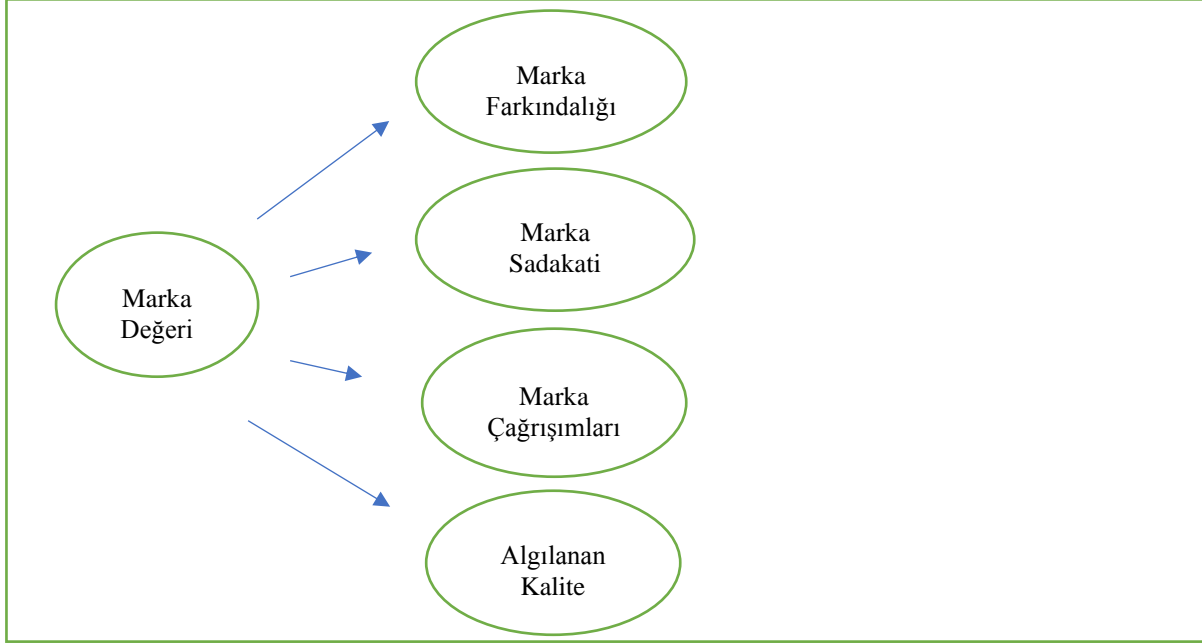 Marka
Farkındalığı
Marka
Sadakati
Marka
Değeri
Marka
Çağrışımları
Algılanan
Kalite